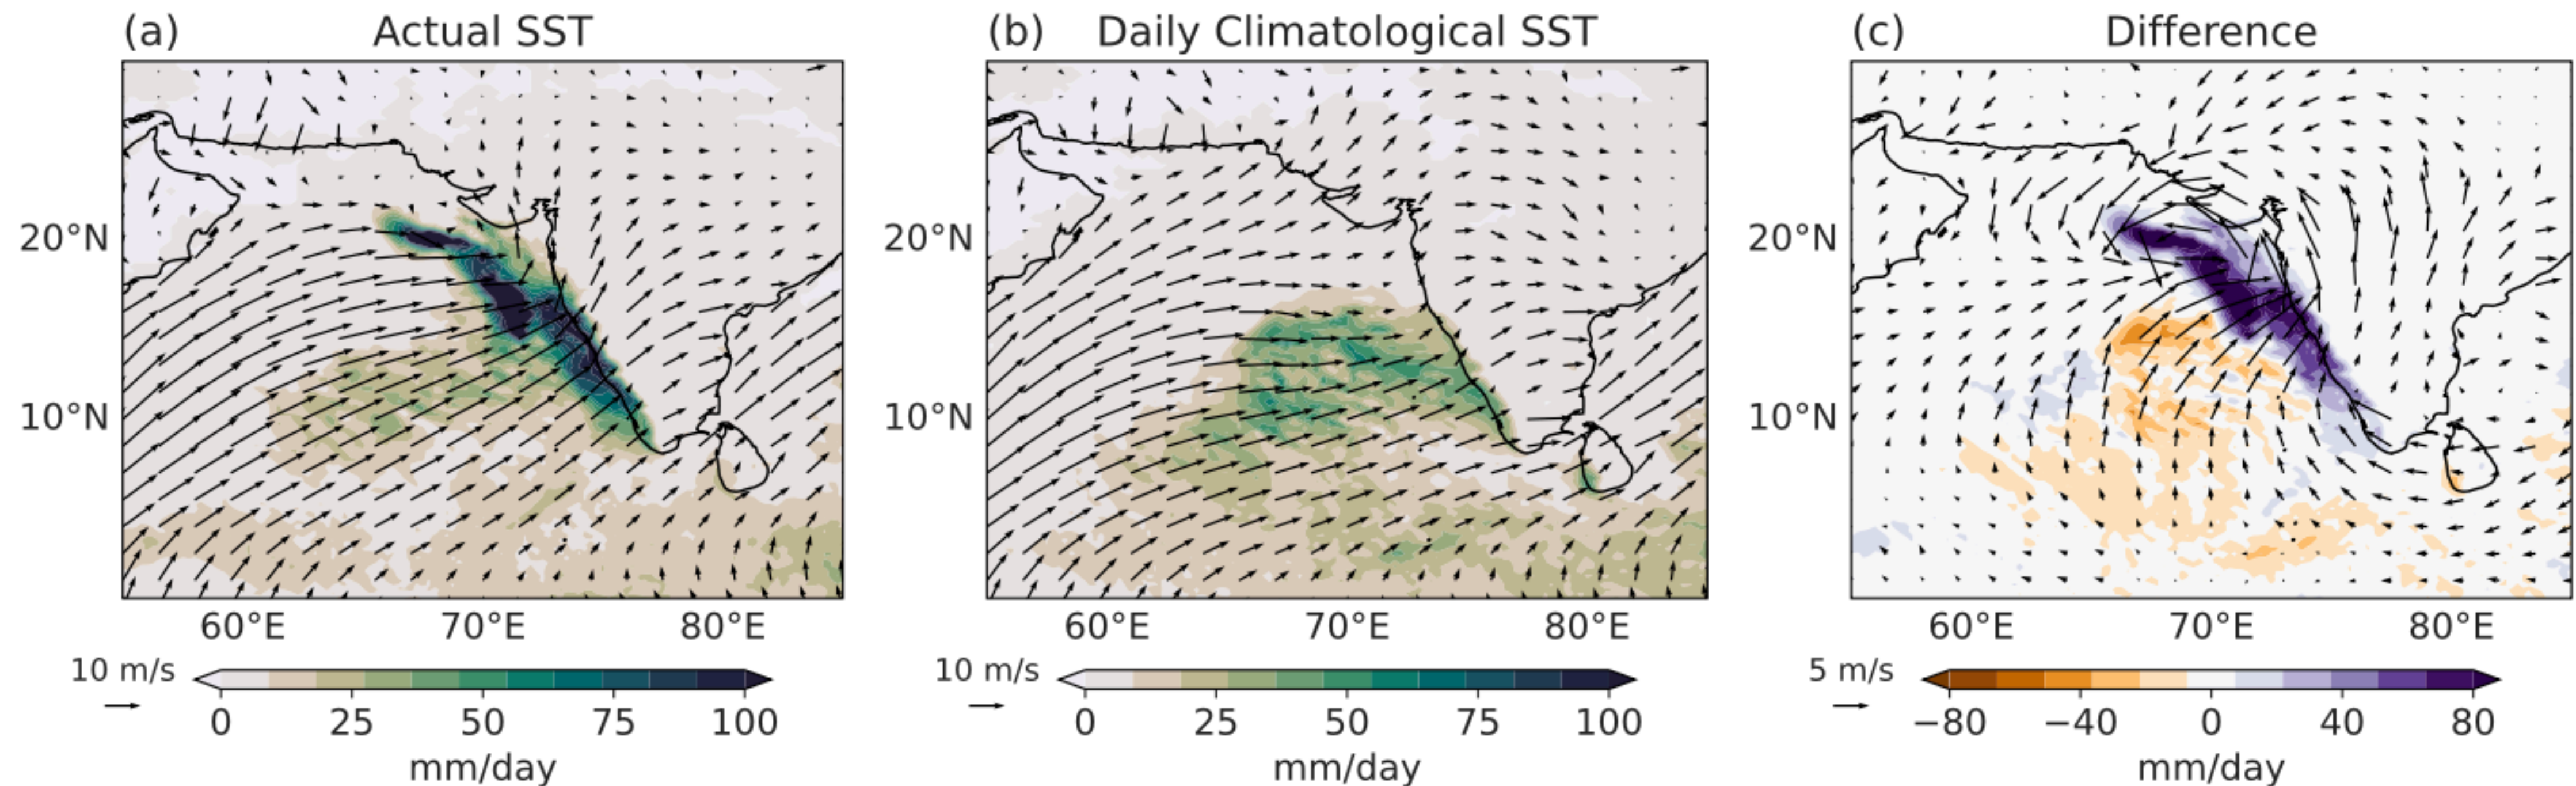 (a) Actual SST
(b) Daily Climatological SST
(c) Difference
20°N
10°N
60°E 70°E 80°E
10 m/s
0 25 50 75 100
mm/day
20°N
10°N
60°E 70°E 80°E
10 m/s
0 25 50 75 100
mm/day
20°N
10°N
60°E 70°E 80°E
5 m/s
−80 −40 0 40 80
mm/day